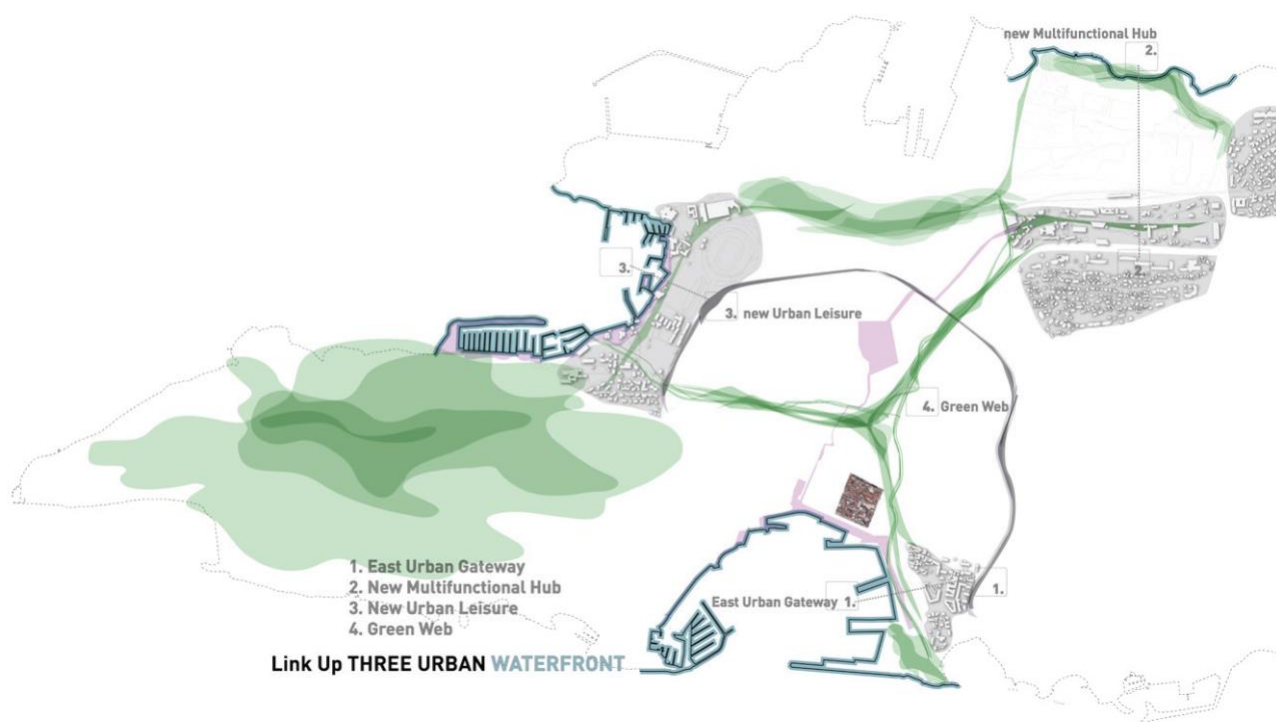 new Multifunctional Hub
2.
3.
2.
3. new Urban Leisure
4. Green Web
1. East Urban Gateway
2. New Multifunctional Hub
3. New Urban Leisure
4. Green Web
East Urban Gateway 1.
1.
Link Up THREE URBAN WATERFRONT